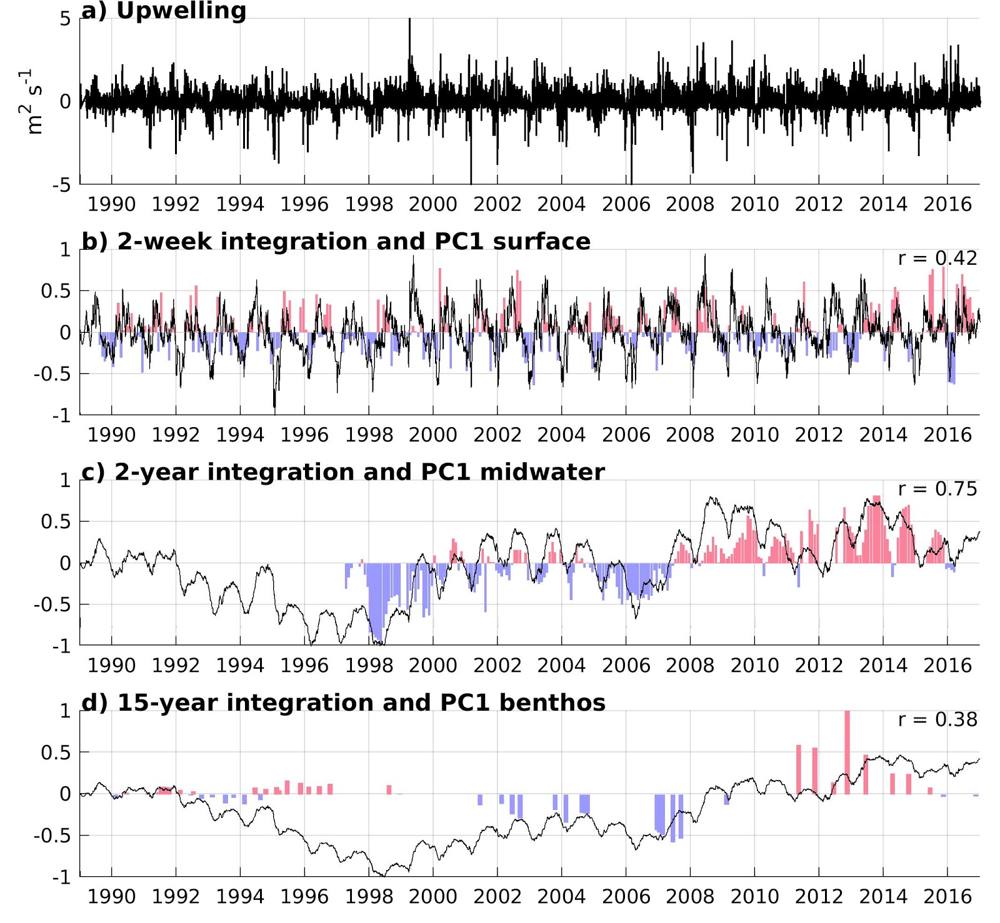 a) Upwelling
5
0
-5
m2 s-1
1990 1992 1994 1996 1998 2000 2002 2004 2006 2008 2010 2012 2014 2016
b) 2-week integration and PC1 surface
r = 0.42
1
0.5
0
-0.5
-1
1990 1992 1994 1996 1998 2000 2002 2004 2006 2008 2010 2012 2014 2016
c) 2-year integration and PC1 midwater
r = 0.75
1
0.5
0
-0.5
-1
1990 1992 1994 1996 1998 2000 2002 2004 2006 2008 2010 2012 2014 2016
d) 15-year integration and PC1 benthos
r = 0.38
1
0.5
0
-0.5
-1
1990 1992 1994 1996 1998 2000 2002 2004 2006 2008 2010 2012 2014 2016